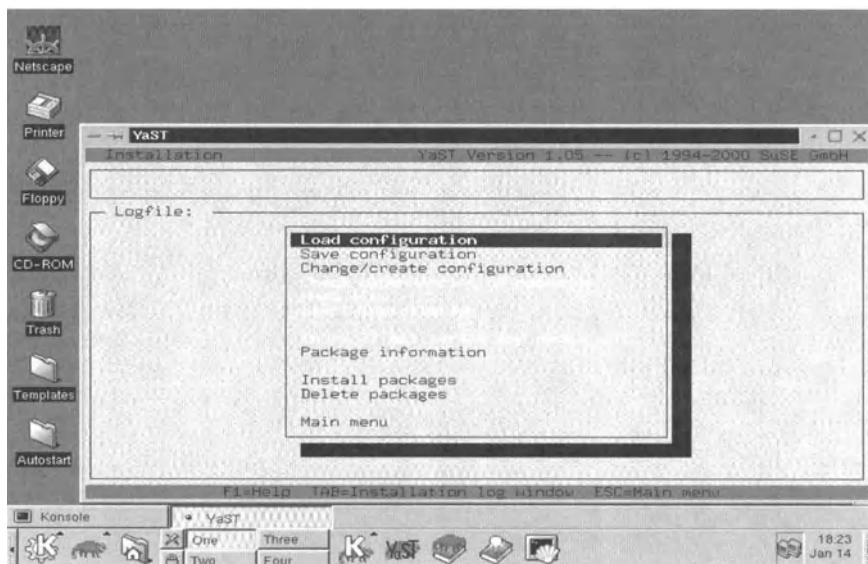 Netscape
Printer
Floppy
CD-ROM
Trash
Templates
Autostart
YaST
Installation YaST Version 1.05 -- (c) 1994-2000 SuSE GmbH
Logfile:
Load configuration
Save configuration
Change/create configuration
Package information
Install packages
Delete packages
Main menu
F1=Help TAB=Installation log window ESC=Main menu
Konsole
YaST
K
One
Three
Two
Four
K
YaST
18:23
Jan 14